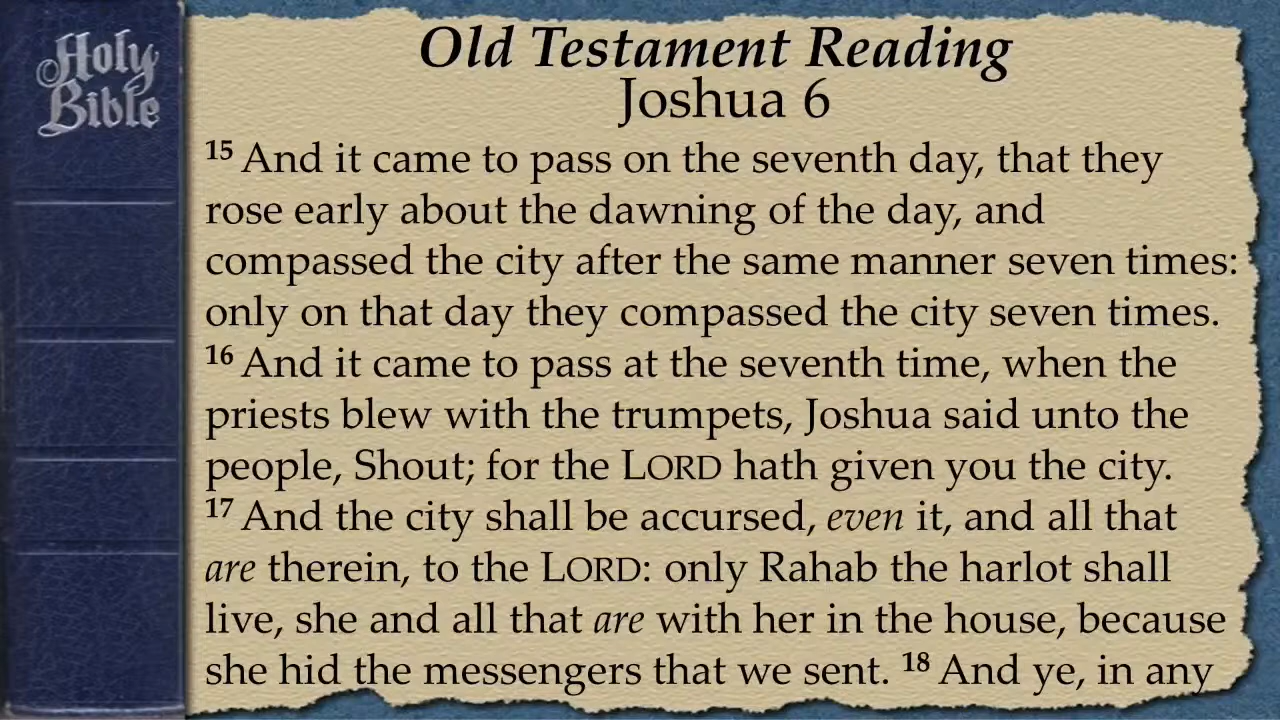 Holy
Bible
Old Testament Reading
Joshua 6
15 And it came to pass on the seventh day, that they
rose early about the dawning of the day, and
compassed the city after the same manner seven times:
only on that day they compassed the city seven times.
16 And it came to pass at the seventh time, when the
priests blew with the trumpets, Joshua said unto the
people, Shout; for the LORD hath given you the city.
17 And the city shall be accursed, even it, and all that
are therein, to the LORD: only Rahab the harlot shall
live, she and all that are with her in the house, because
she hid the messengers that we sent. 18 And ye, in any